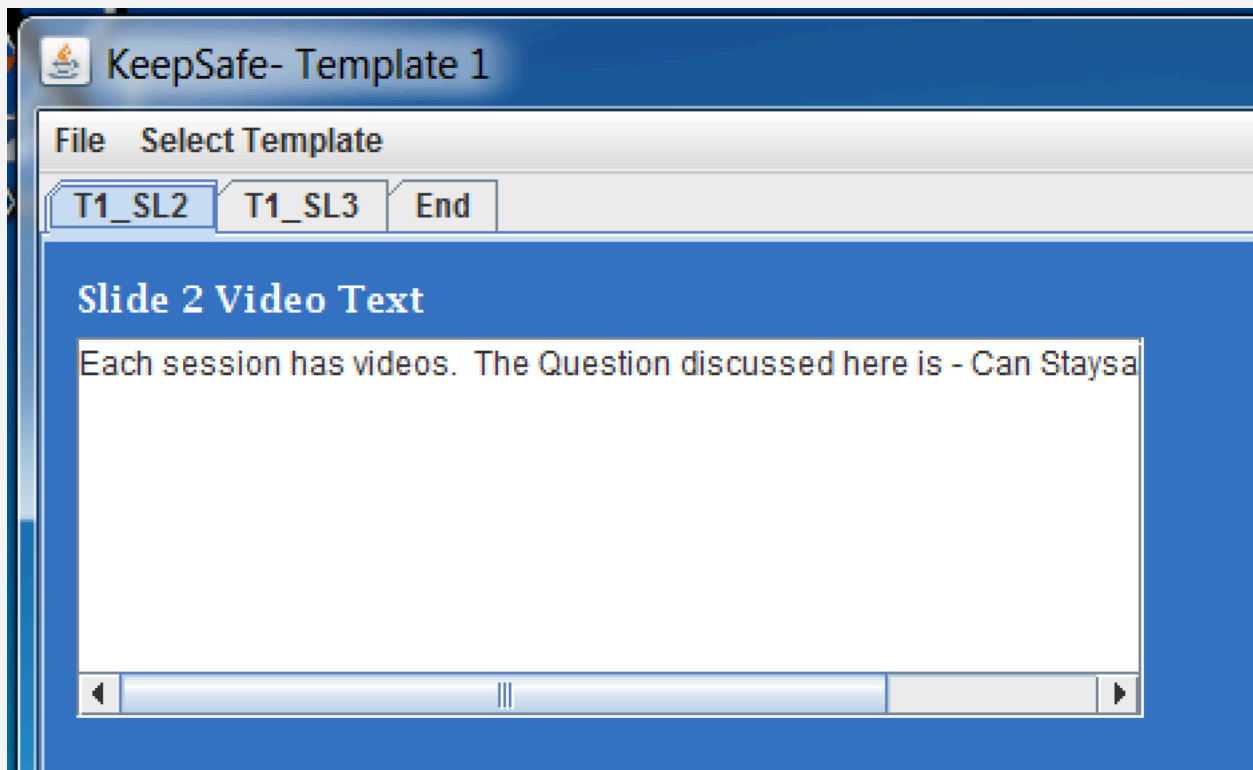 KeepSafe- Template 1
File Select Template
T1_SL2 T1_SL3 End
Slide 2 Video Text
Each session has videos.  The Question discussed here is - Can Staysa